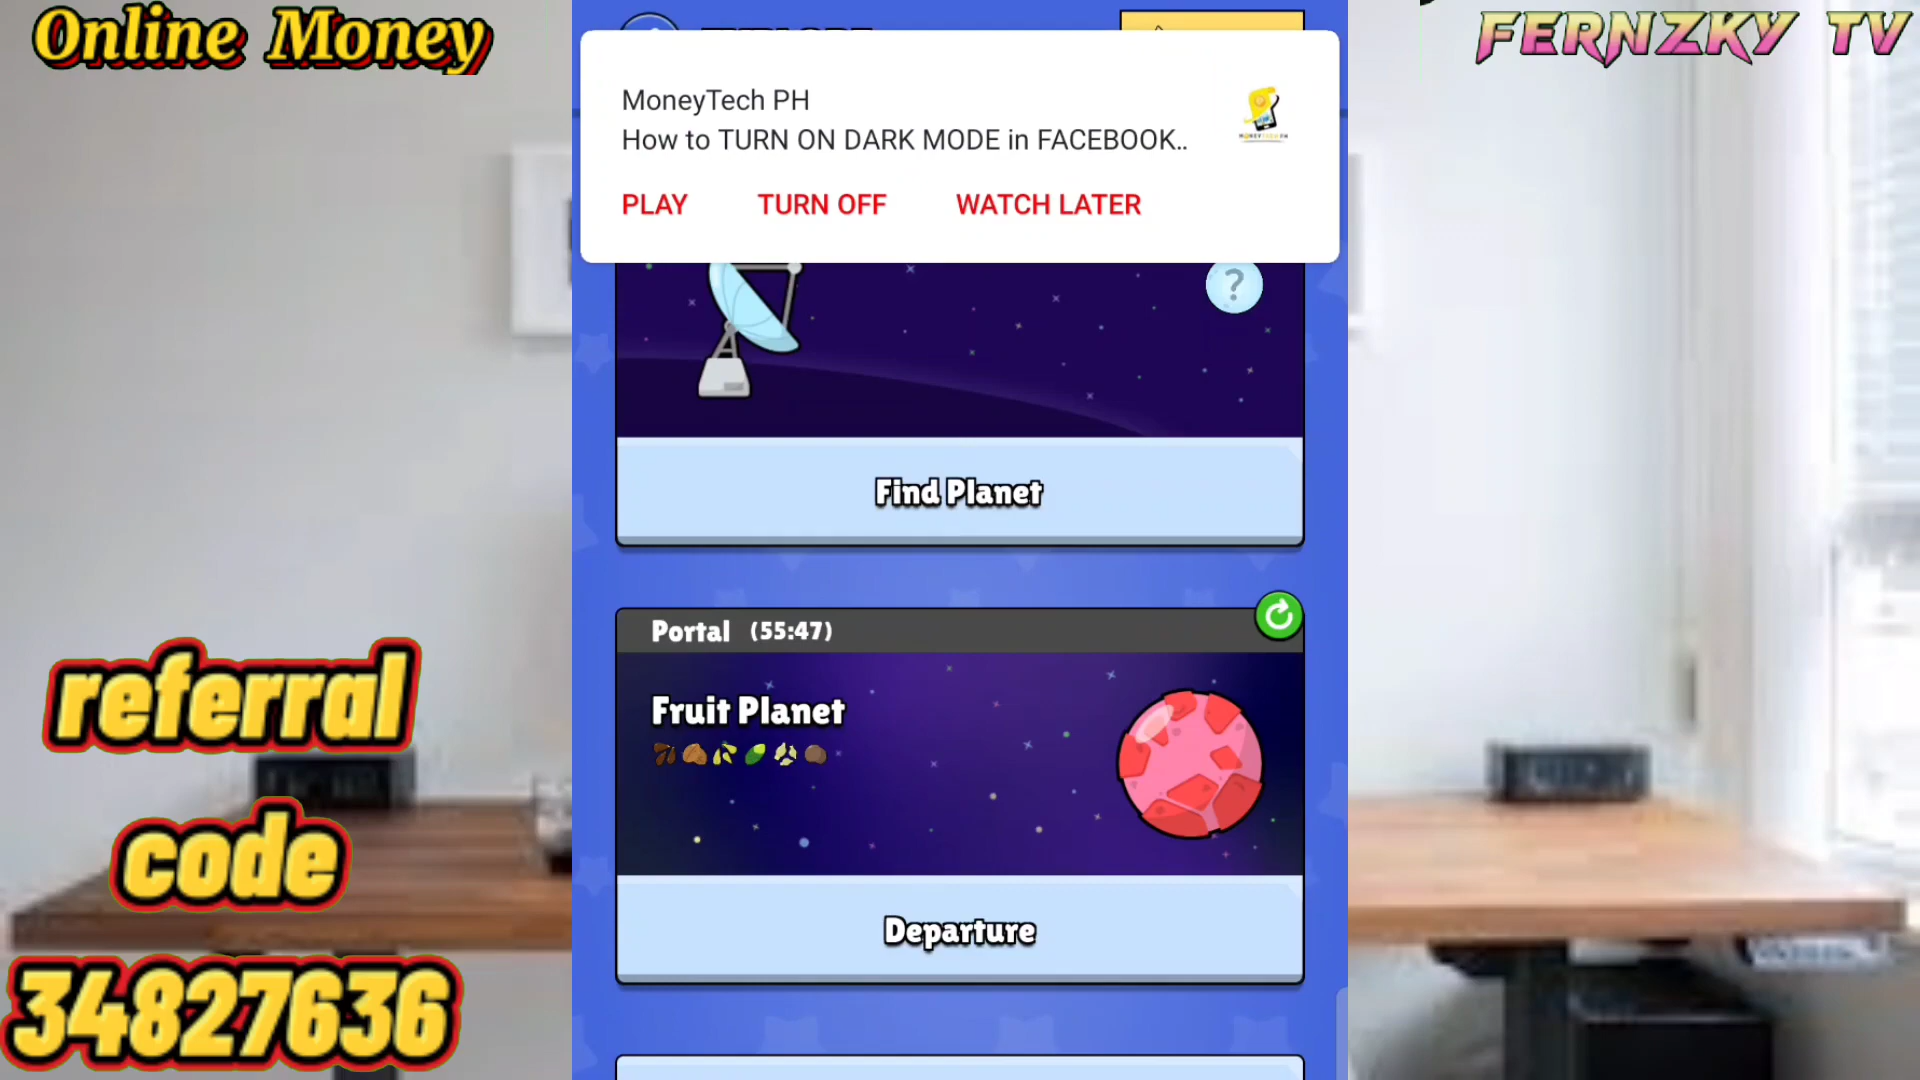 Online Money
FERNZKY TV
MoneyTech PH
How to TURN ON DARK MODE in FACEBOOK..
PLAY
TURN OFF
WATCH LATER
?
Find Planet
Portal (55:47)
Fruit Planet
Departure
referral
code
34827636